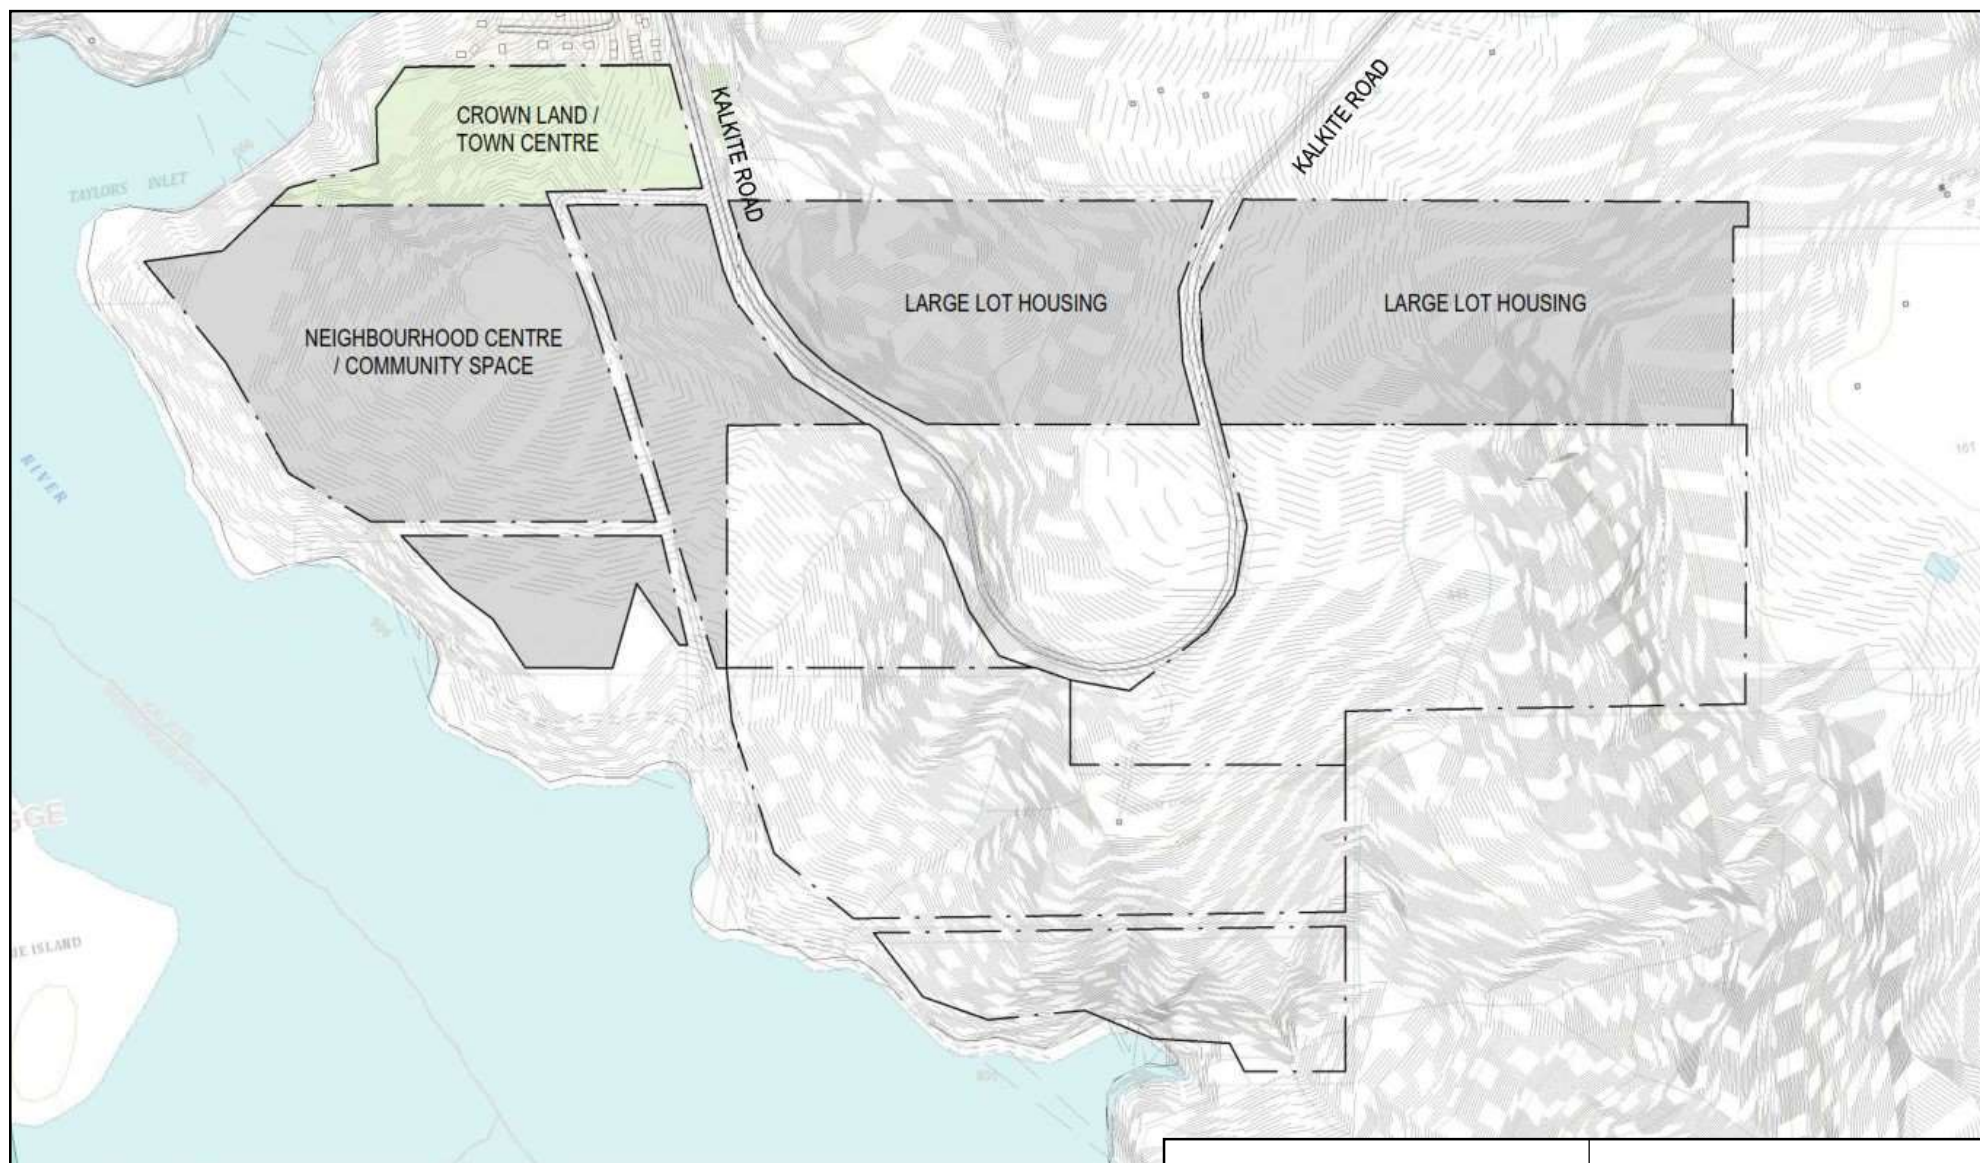 CROWN LAND /
TOWN CENTRE
KALKITE ROAD
KALKITE ROAD
TAYLORS INLET
LARGE LOT HOUSING
LARGE LOT HOUSING
NEIGHBOURHOOD CENTRE
/ COMMUNITY SPACE
RIVER
ISLAND